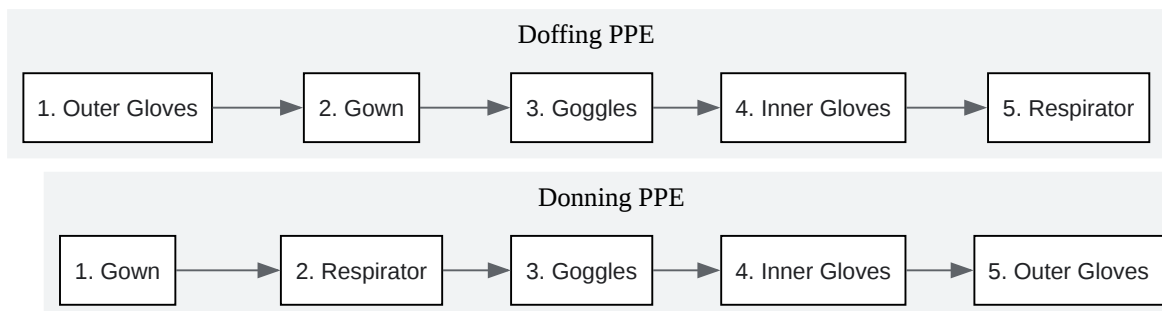 Doffing PPE
1. Outer Gloves
2. Gown
3. Goggles
4. Inner Gloves
5. Respirator
Donning PPE
1. Gown
2. Respirator
3. Goggles
4. Inner Gloves
5. Outer Gloves